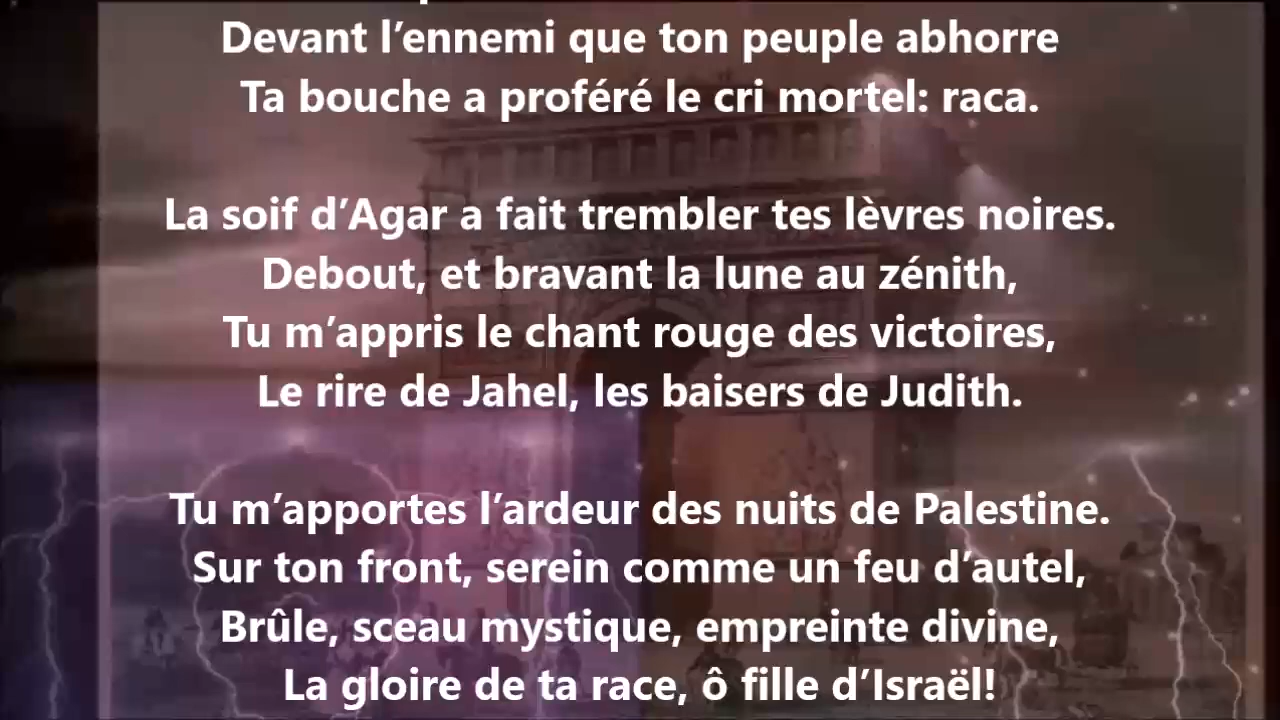 Devant l’ennemi que ton peuple abhorre
Ta bouche a proféré le cri mortel: raca.
La soif d’Agar a fait trembler tes lèvres noires.
Debout, et bravant la lune au zénith,
Tu m’appris le chant rouge des victoires,
Le rire de Jahel, les baisers de Judith.
Tu m’apportes l’ardeur des nuits de Palestine.
Sur ton front, serein comme un feu d’autel,
Brûle, sceau mystique, empreinte divine,
La gloire de ta race, ô fille d’Israël!